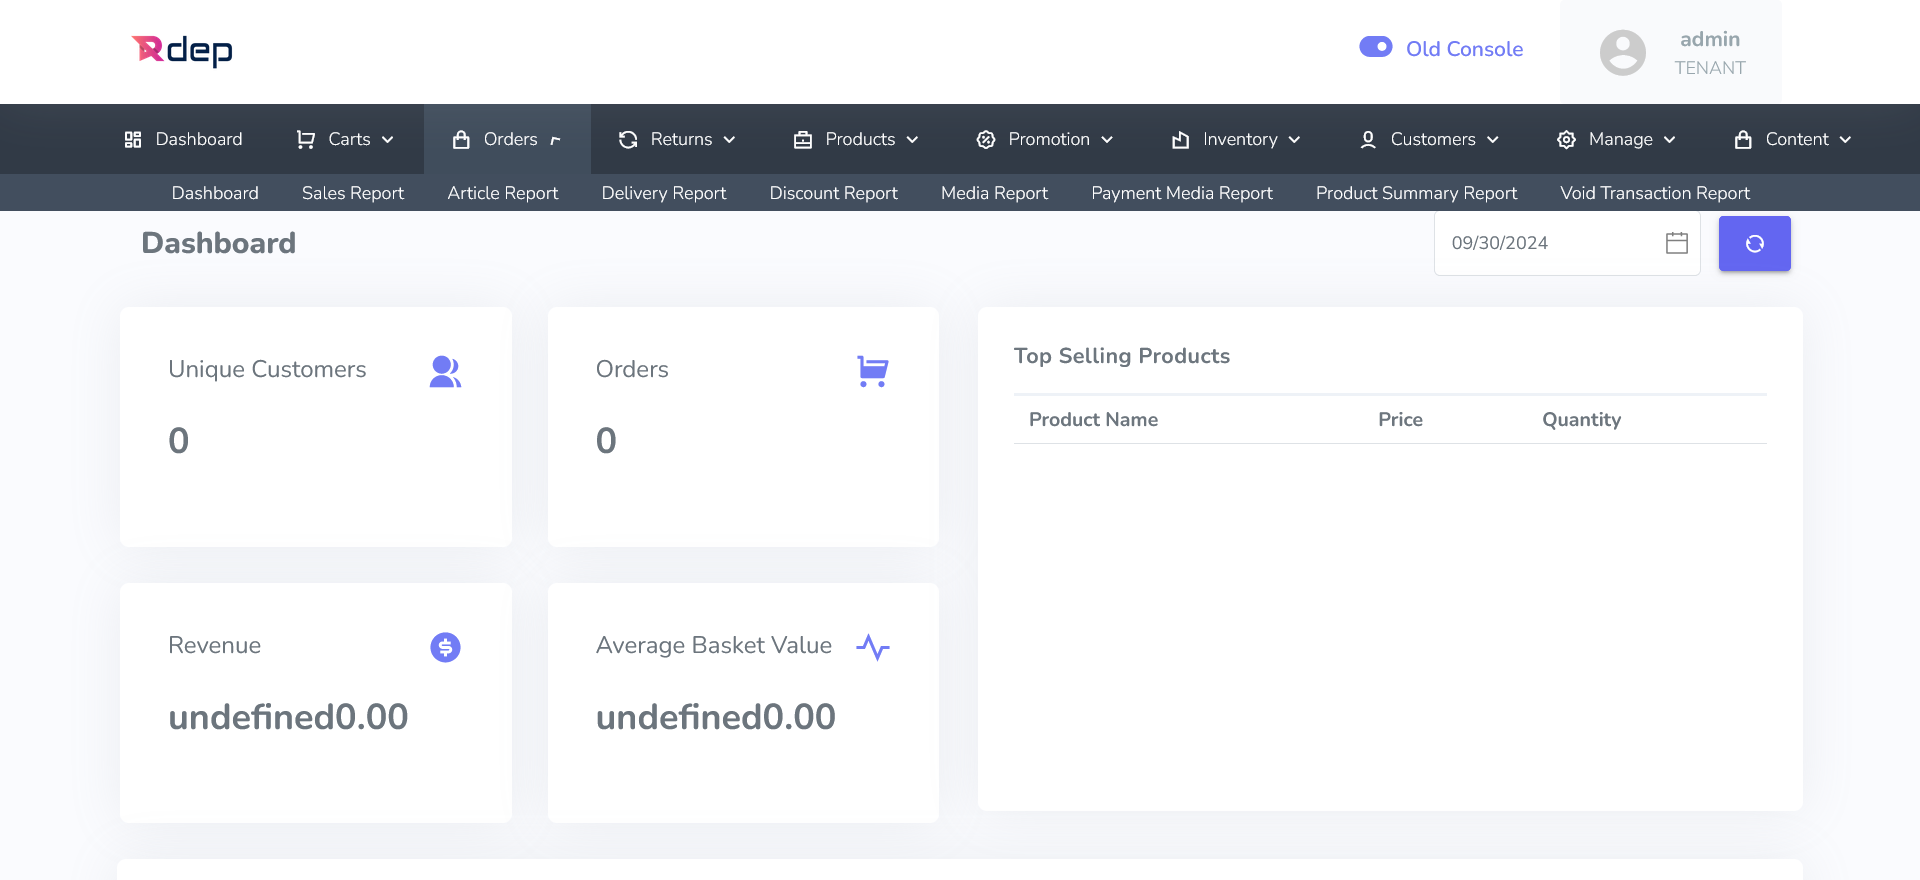 Rdep
Old Console
admin
TENANT
Dashboard Carts Orders Returns Products Promotion Inventory Customers Manage Content
Dashboard Sales Report Article Report Delivery Report Discount Report Media Report Payment Media Report Product Summary Report Void Transaction Report
Dashboard
09/30/2024
Unique Customers
0
Orders
0
Top Selling Products
Product Name Price Quantity
Revenue
undefined0.00
Average Basket Value
undefined0.00